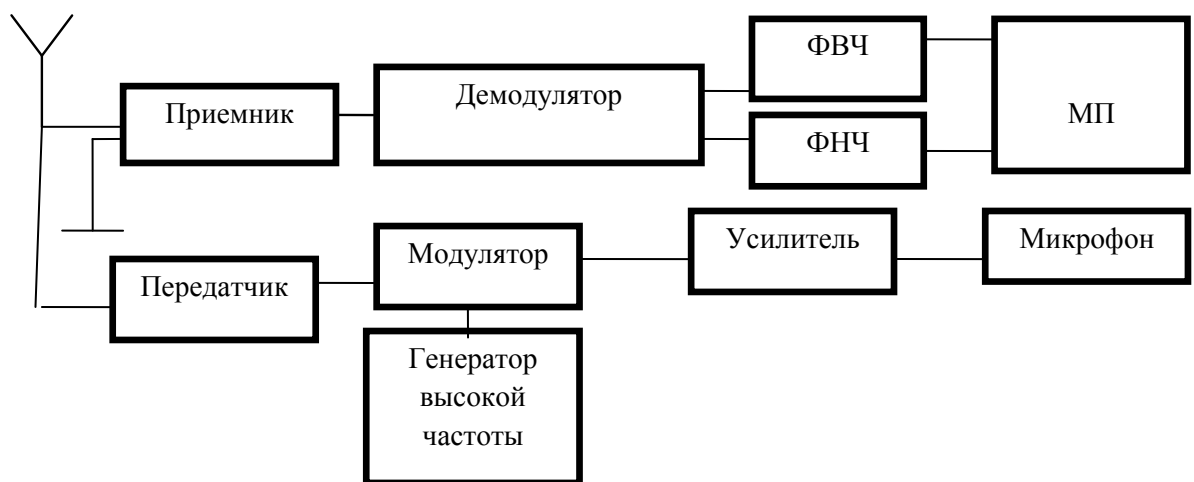 ФВЧ
Приемник
Демодулятор
МП
ФНЧ
Передатчик
Модулятор
Усилитель
Микрофон
Генератор
высокой
частоты